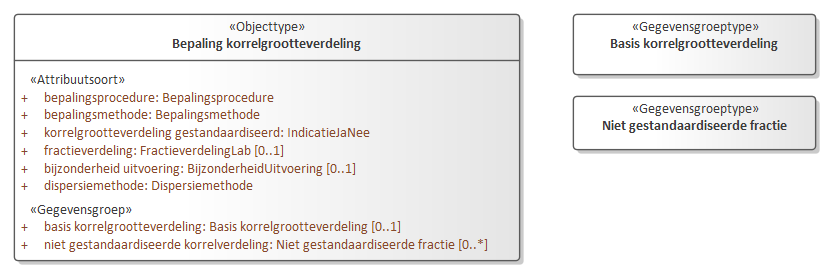 «Objecttype»
Bepaling korrelgrootteverdeling
«Attribuutsoort»
+ bepalingsprocedure: Bepalingsprocedure
+ bepalingsmethode: Bepalingsmethode
+ korrelgrootteverdeling gestandaardiseerd: IndicatieJaNee
+ fractieverdeling: FractieverdelingLab [0..1]
+ bijzonderheid uitvoering: BijzonderheidUitvoering [0..1]
+ dispersiemethode: Dispersiemethode
«Gegevensgroep»
+ basis korrelgrootteverdeling: Basis korrelgrootteverdeling [0..1]
+ niet gestandaardiseerde korrelverdeling: Niet gestandaardiseerde fractie [0..*]
«Gegevensgroeptype»
Basis korrelgrootteverdeling
«Gegevensgroeptype»
Niet gestandaardiseerde fractie